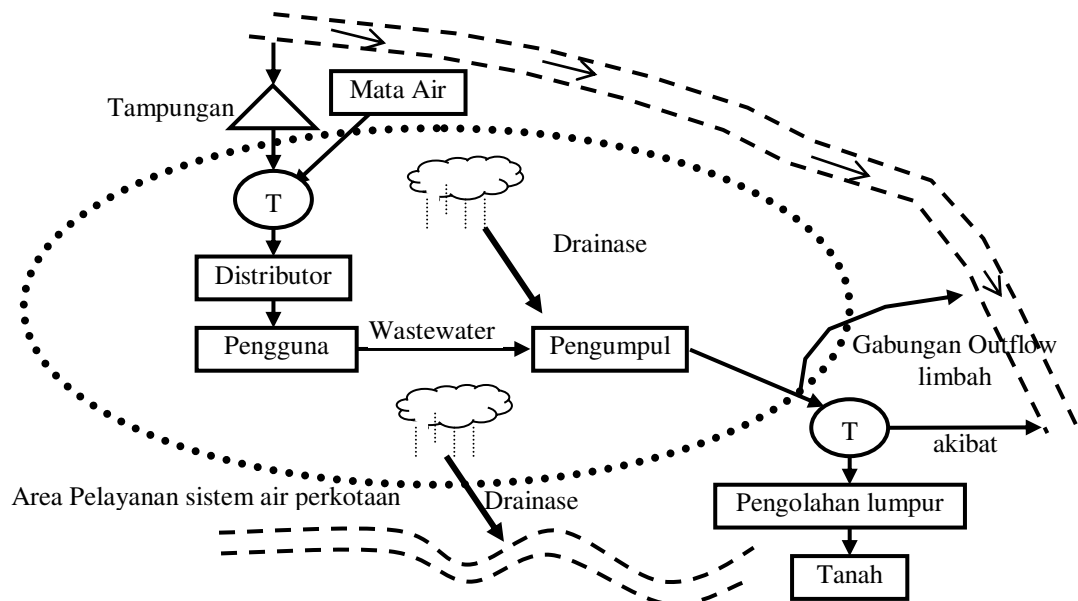 Mata Air
Tampungan
T
Drainase
Distributor
Wastewater
Pengguna
Pengumpul
Gabungan Outflow
limbah
T
akibat
Area Pelayanan sistem air perkotaan
Drainase
Pengolahan lumpur
Tanah